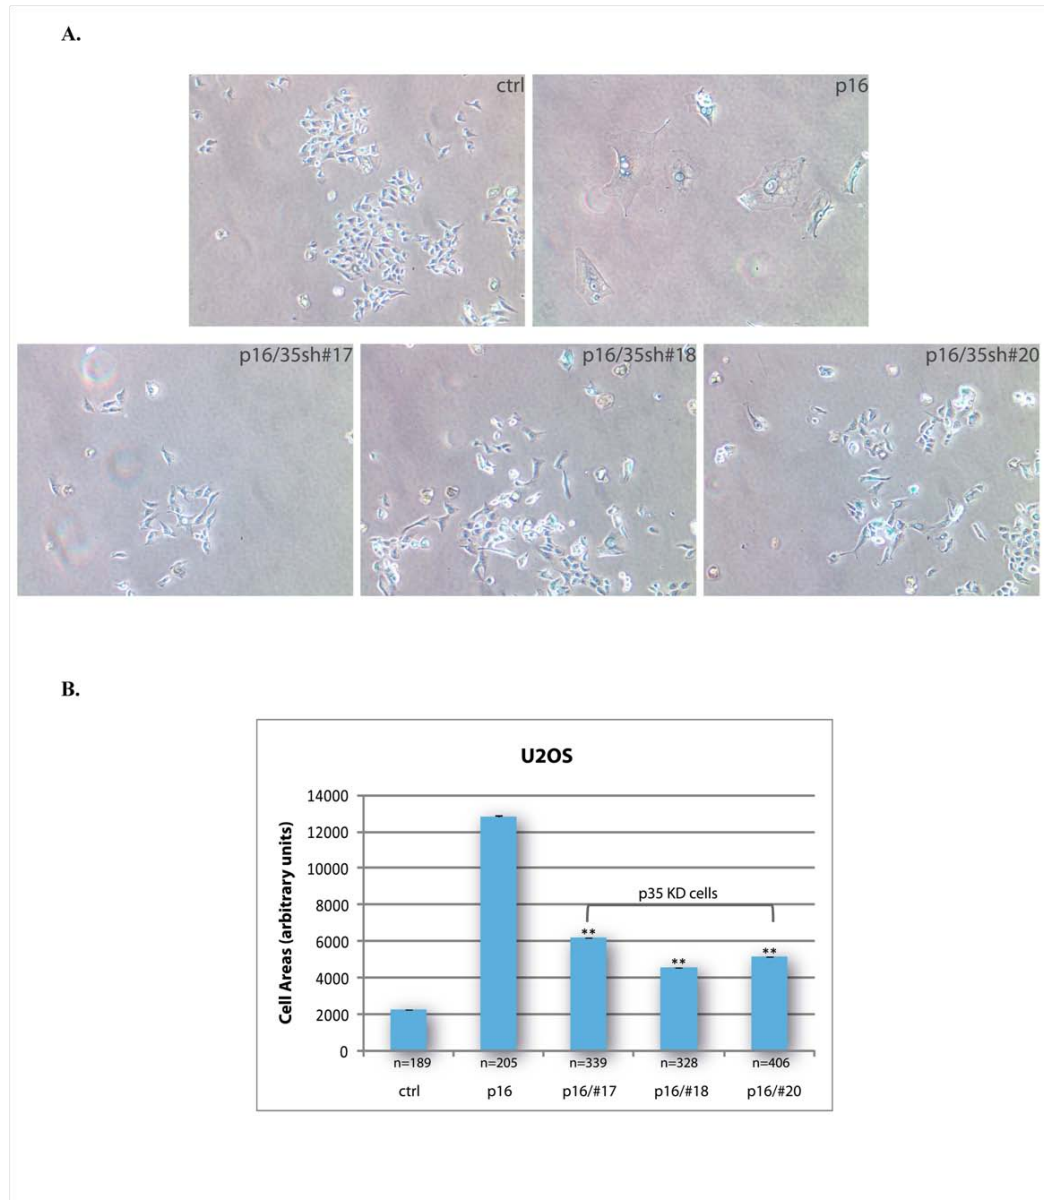 A.
ctrl
p16
p16/35sh#17
p16/35sh#18
p16/35sh#20
B.
U2OS
Cell Areas (arbitrary units)
14000
12000
10000
8000
6000
4000
2000
0
p35 KD cells
**
**
**
n=189 n=205 n=339 n=328 n=406
ctrl p16 p16/#17 p16/#18 p16/#20